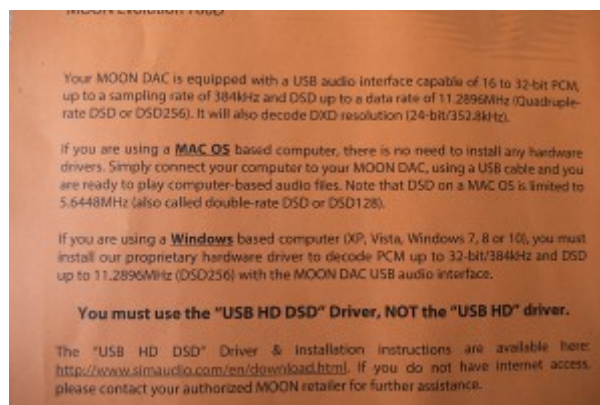 MOON Evolution 780D
Your MOON DAC is equipped with a USB audio interface capable of 16 to 32-bit PCM,
up to a sampling rate of 384kHz and DSD up to a data rate of 11.2896MHz (Quadruple-
rate DSD or DSD256). It will also decode DXD resolution (24-bit/352.8kHz).
If you are using a MAC OS based computer, there is no need to install any hardware
drivers. Simply connect your computer to your MOON DAC, using a USB cable and you
are ready to play computer-based audio files. Note that DSD on a MAC OS is limited to
5.6448MHz (also called double-rate DSD or DSD128).
If you are using a Windows based computer (XP, Vista, Windows 7, 8 or 10), you must
install our proprietary hardware driver to decode PCM up to 32-bit/384kHz and DSD
up to 11.2896MHz (DSD256) with the MOON DAC USB audio interface.
You must use the "USB HD DSD" Driver, NOT the "USB HD" driver.
The "USB HD DSD" Driver & installation instructions are available here:
http://www.simaudio.com/en/download.html. If you do not have internet access,
please contact your authorized MOON retailer for further assistance.